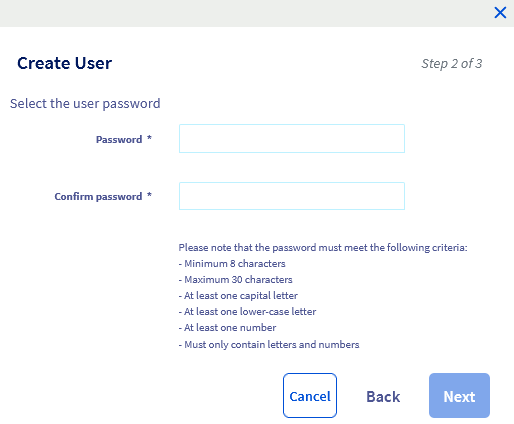 Create User
Step 2 of 3
Select the user password
Password *
Confirm password *
Please note that the password must meet the following criteria:
- Minimum 8 characters
- Maximum 30 characters
- At least one capital letter
- At least one lower-case letter
- At least one number
- Must only contain letters and numbers
Cancel
Back
Next